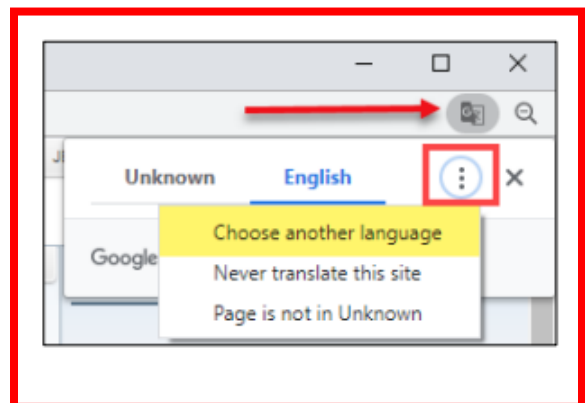 Unknown English
Choose another language
Google
Never translate this site
Page is not in Unknown